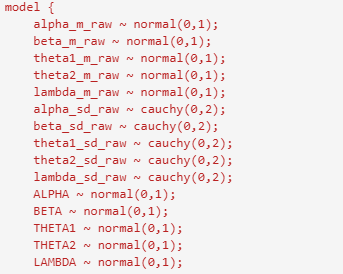 model {
alpha_m_raw ~ normal(0,1);
beta_m_raw ~ normal(0,1);
theta1_m_raw ~ normal(0,1);
theta2_m_raw ~ normal(0,1);
lambda_m_raw ~ normal(0,1);
alpha_sd_raw ~ cauchy(0,2);
beta_sd_raw ~ cauchy(0,2);
theta1_sd_raw ~ cauchy(0,2);
theta2_sd_raw ~ cauchy(0,2);
lambda_sd_raw ~ cauchy(0,2);
ALPHA ~ normal(0,1);
BETA ~ normal(0,1);
THETA1 ~ normal(0,1);
THETA2 ~ normal(0,1);
LAMBDA ~ normal(0,1);